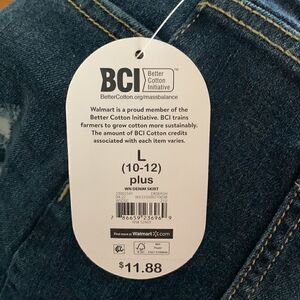 BCI
Better
Cotton
Initiative
BetterCotton.org/massbalance
Walmart is a proud member of the
Better Cotton Initiative. BCI trains
farmers to grow cotton more sustainably.
The amount of BCI Cotton credits
associated with each item varies.
L
(10-12)
plus
WN DENIM SKIRT
Find more at Walmart.com
FSC
$11.88